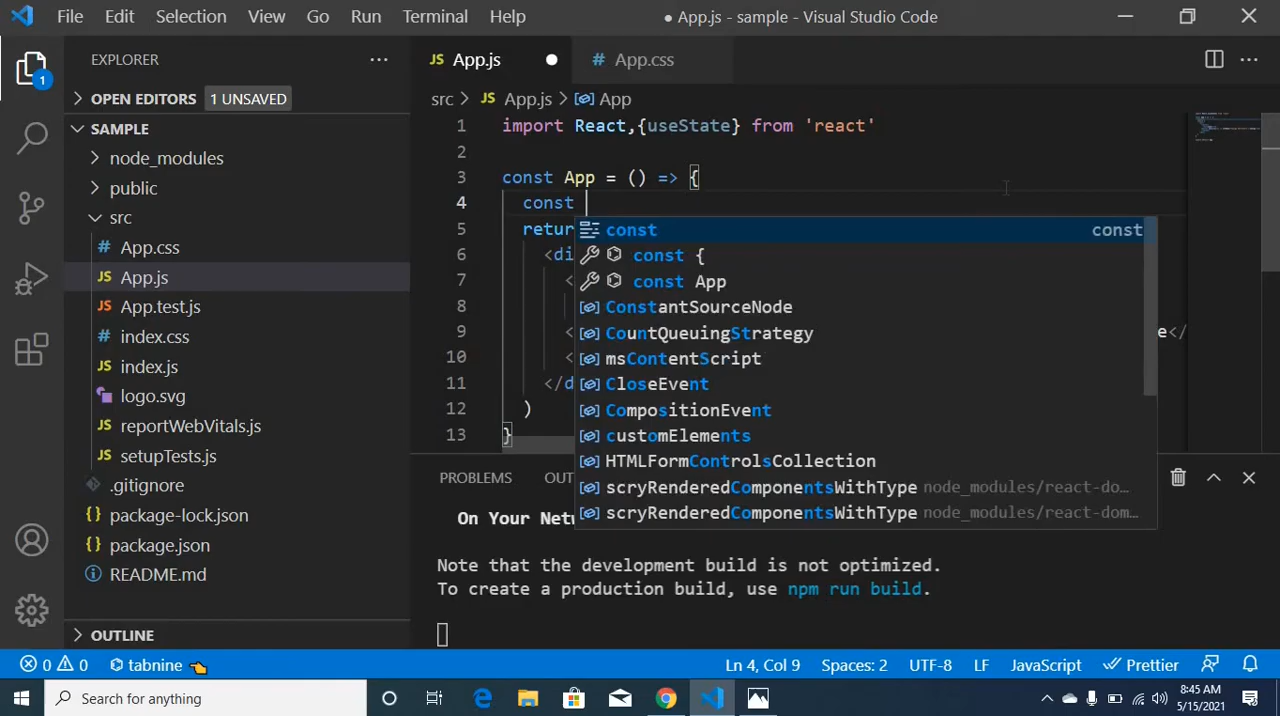 File Edit Selection View Go Run Terminal Help ● App.js - sample - Visual Studio Code
EXPLORER
OPEN EDITORS 1 UNSAVED
SAMPLE
node_modules
public
src
App.css
App.js
App.test.js
index.css
index.js
logo.svg
reportWebVitals.js
setupTests.js
.gitignore
package-lock.json
package.json
README.md
OUTLINE
1
JS App.js
# App.css
src > JS App.js > App
1 import React,{useState} from 'react'
2
3 const App = () => {
4 const
5 retur
6 <di
7 <
8
9 < e</
10 <
11 </d
12 )
13 }
const const
const {
const App
ConstantSourceNode
CountQueuingStrategy
msContentScript
CloseEvent
CompositionEvent
customElements
HTMLFormControlsCollection
scryRenderedComponentsWithType node_modules/react-do…
scryRenderedComponentsWithType node_modules/react-dom…
PROBLEMS OUT
On Your Netw
Note that the development build is not optimized.
To create a production build, use npm run build.
0 0 tabnine Ln 4, Col 9 Spaces: 2 UTF-8 LF JavaScript Prettier
Search for anything
8:45 AM
5/15/2021